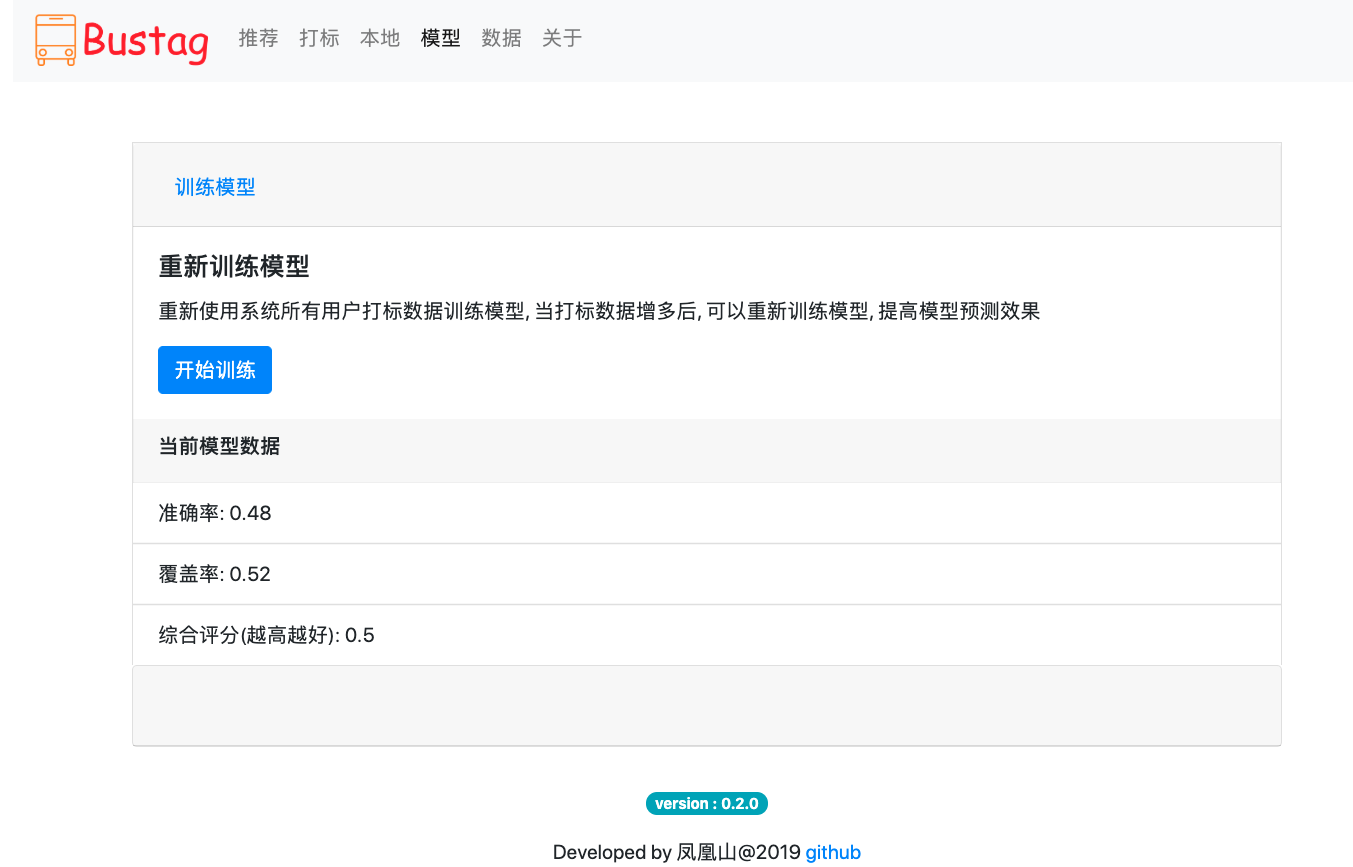 Bustag 推荐 打标 本地 模型 数据 关于
训练模型
重新训练模型
重新使用系统所有用户打标数据训练模型, 当打标数据增多后, 可以重新训练模型, 提高模型预测效果
开始训练
当前模型数据
准确率: 0.48
覆盖率: 0.52
综合评分(越高越好): 0.5
version : 0.2.0
Developed by 凤凰山@2019 github